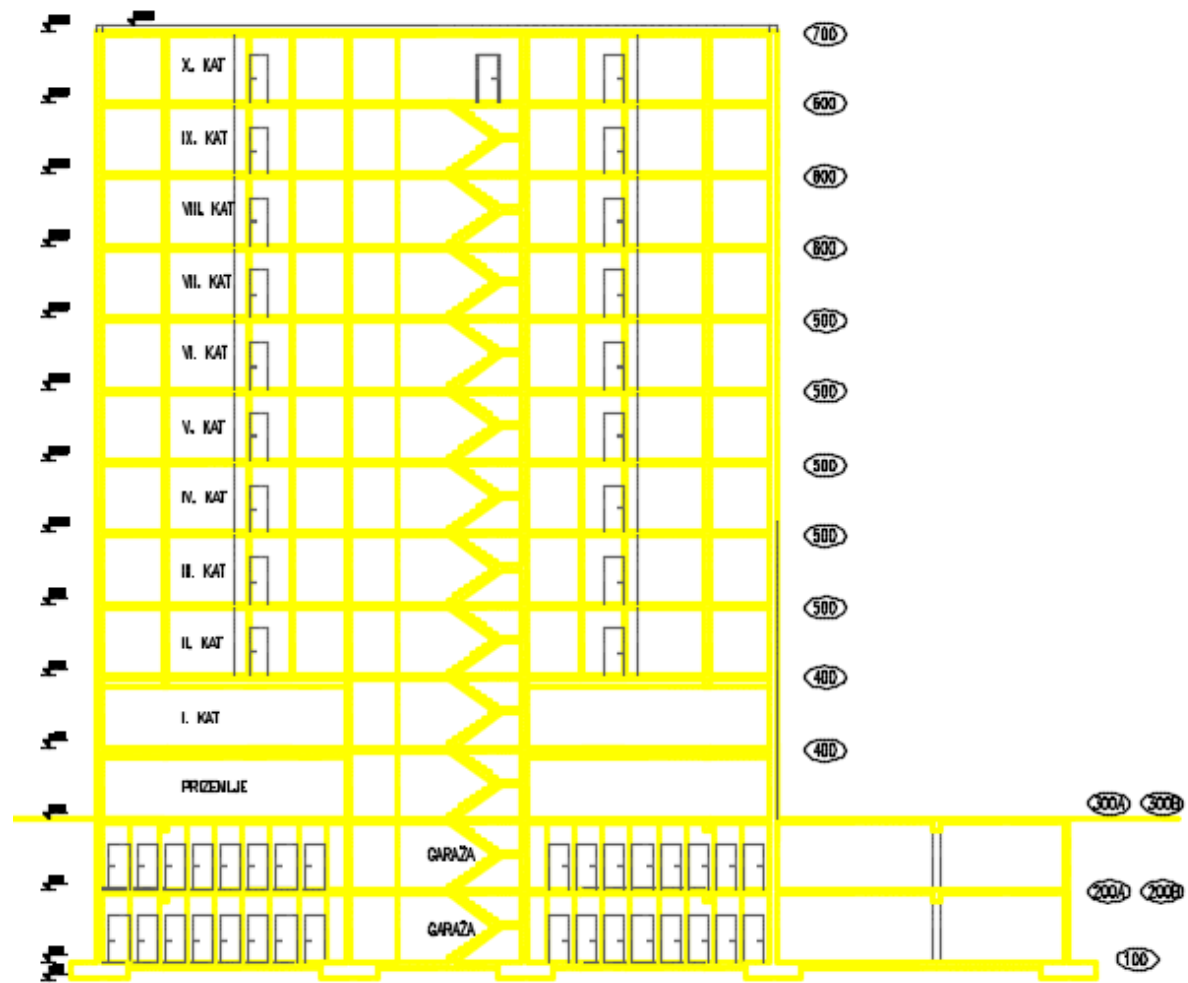 700
X. KAT
600
IX. KAT
600
VIII. KAT
600
VII. KAT
500
VI. KAT
500
V. KAT
500
IV. KAT
500
III. KAT
500
II. KAT
400
I. KAT
400
PRIZEMLJE
300A 300B
GARAŽA
200A 200B
GARAŽA
100